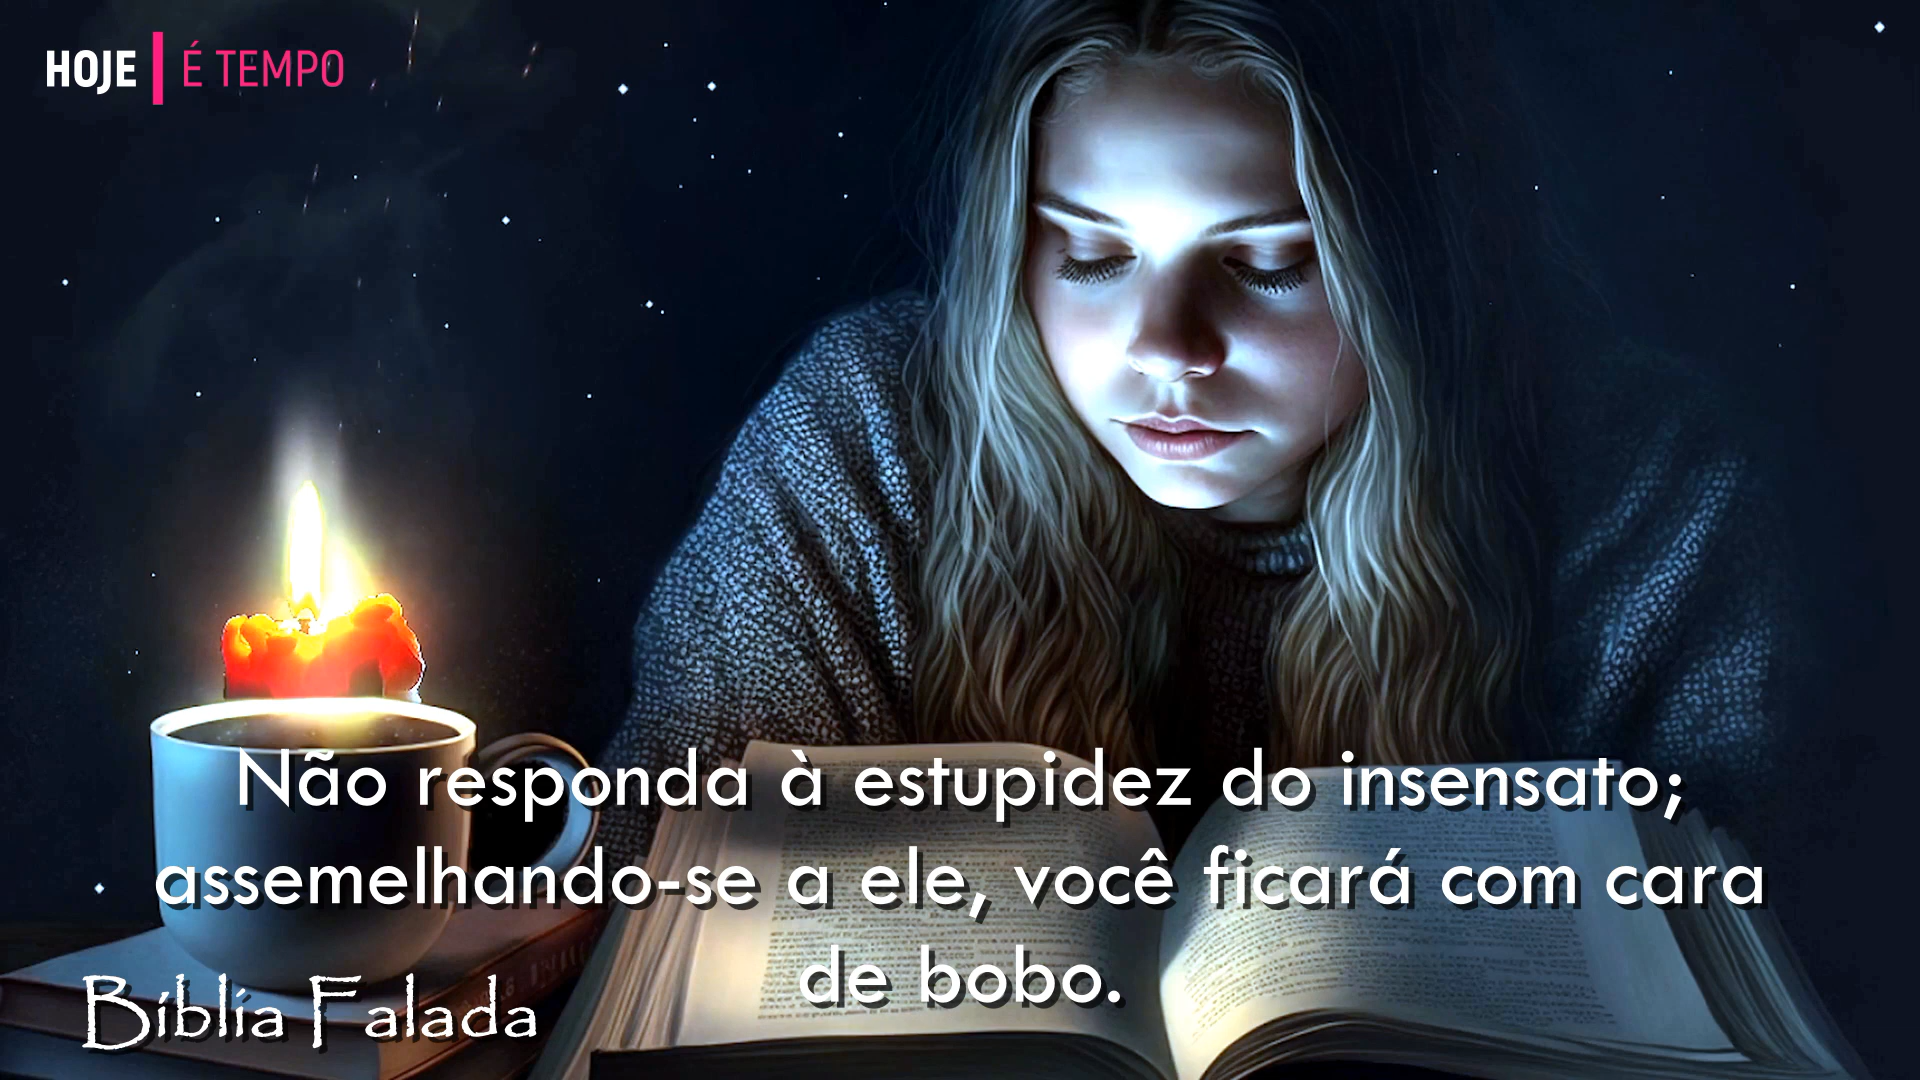 HOJE | É TEMPO
Não responda à estupidez do insensato;
assemelhando-se a ele, você ficará com cara
de bobo.
Bíblia Falada